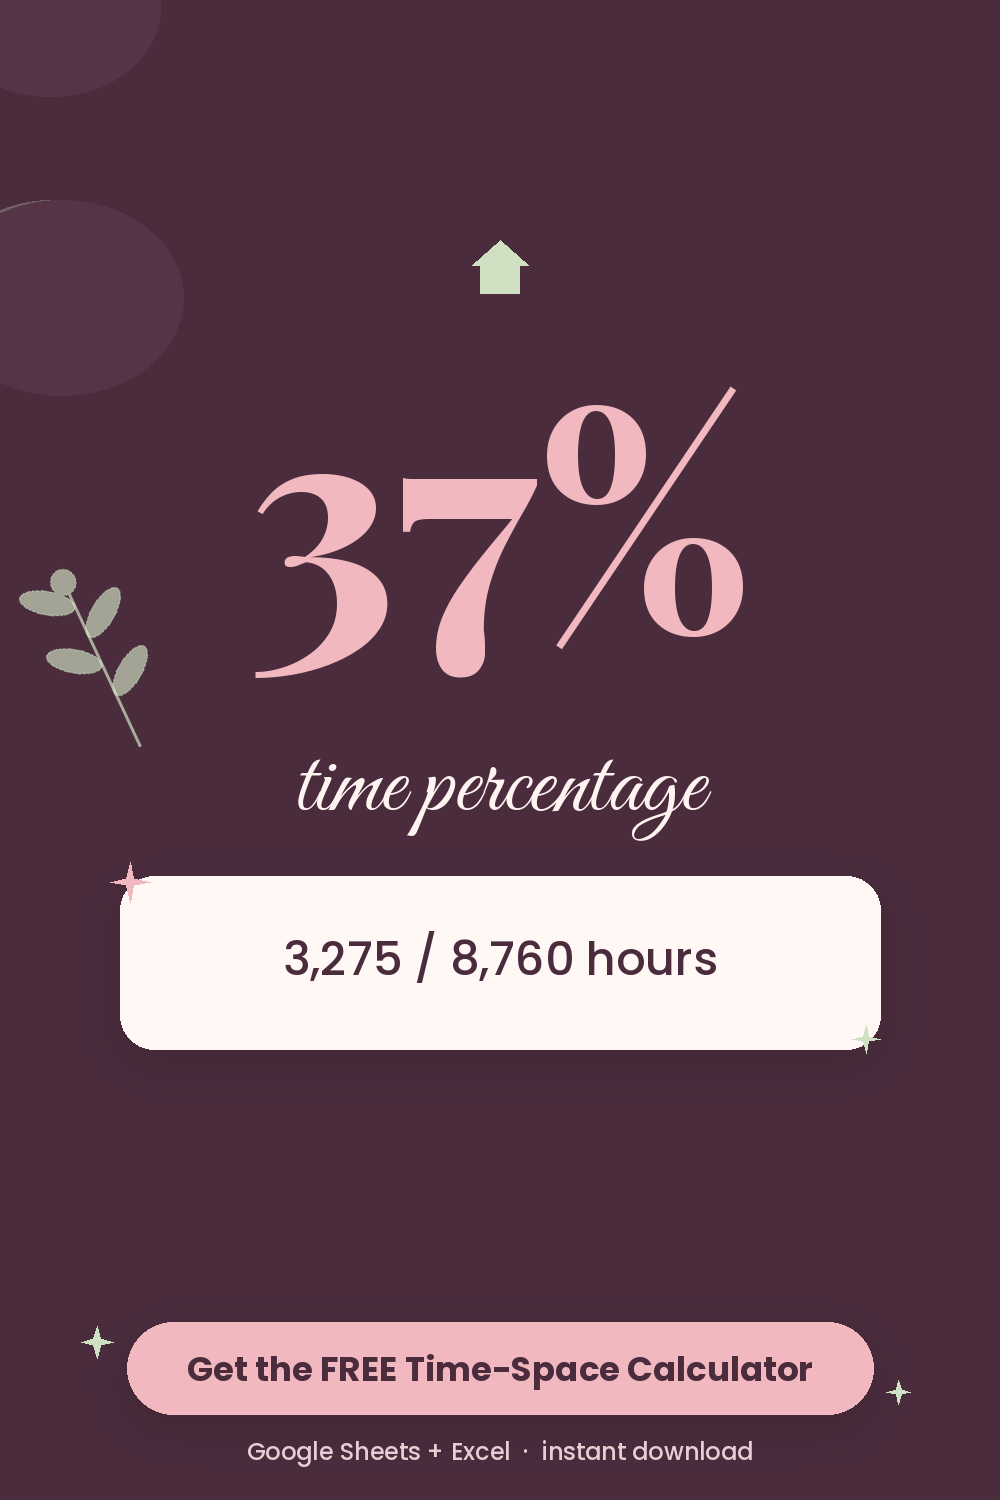 37%
time percentage
3,275 / 8,760 hours
Get the FREE Time-Space Calculator
Google Sheets + Excel · instant download